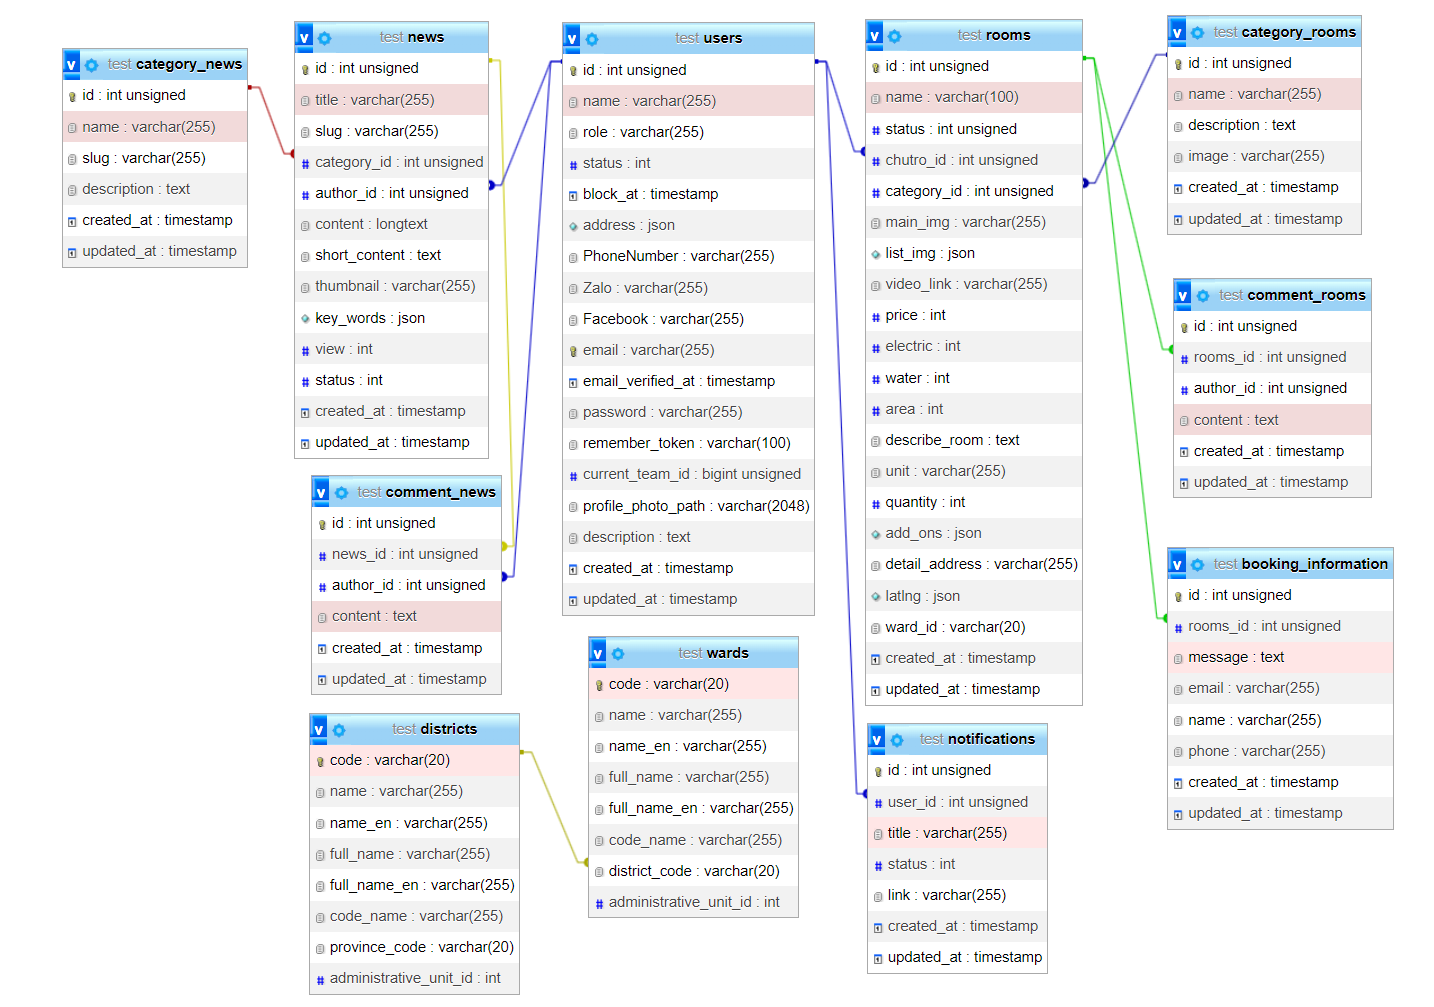 v test category_news
id : int unsigned
name : varchar(255)
slug : varchar(255)
description : text
created_at : timestamp
updated_at : timestamp
v test news
id : int unsigned
title : varchar(255)
slug : varchar(255)
category_id : int unsigned
author_id : int unsigned
content : longtext
short_content : text
thumbnail : varchar(255)
key_words : json
view : int
status : int
created_at : timestamp
updated_at : timestamp
v test comment_news
id : int unsigned
news_id : int unsigned
author_id : int unsigned
content : text
created_at : timestamp
updated_at : timestamp
v test districts
code : varchar(20)
name : varchar(255)
name_en : varchar(255)
full_name : varchar(255)
full_name_en : varchar(255)
code_name : varchar(255)
province_code : varchar(20)
administrative_unit_id : int
v test users
id : int unsigned
name : varchar(255)
role : varchar(255)
status : int
block_at : timestamp
address : json
PhoneNumber : varchar(255)
Zalo : varchar(255)
Facebook : varchar(255)
email : varchar(255)
email_verified_at : timestamp
password : varchar(255)
remember_token : varchar(100)
current_team_id : bigint unsigned
profile_photo_path : varchar(2048)
description : text
created_at : timestamp
updated_at : timestamp
v test wards
code : varchar(20)
name : varchar(255)
name_en : varchar(255)
full_name : varchar(255)
full_name_en : varchar(255)
code_name : varchar(255)
district_code : varchar(20)
administrative_unit_id : int
v test rooms
id : int unsigned
name : varchar(100)
status : int unsigned
chutro_id : int unsigned
category_id : int unsigned
main_img : varchar(255)
list_img : json
video_link : varchar(255)
price : int
electric : int
water : int
area : int
describe_room : text
unit : varchar(255)
quantity : int
add_ons : json
detail_address : varchar(255)
latlng : json
ward_id : varchar(20)
created_at : timestamp
updated_at : timestamp
v test notifications
id : int unsigned
user_id : int unsigned
title : varchar(255)
status : int
link : varchar(255)
created_at : timestamp
updated_at : timestamp
v test category_rooms
id : int unsigned
name : varchar(255)
description : text
image : varchar(255)
created_at : timestamp
updated_at : timestamp
v test comment_rooms
id : int unsigned
rooms_id : int unsigned
author_id : int unsigned
content : text
created_at : timestamp
updated_at : timestamp
v test booking_information
id : int unsigned
rooms_id : int unsigned
message : text
email : varchar(255)
name : varchar(255)
phone : varchar(255)
created_at : timestamp
updated_at : timestamp